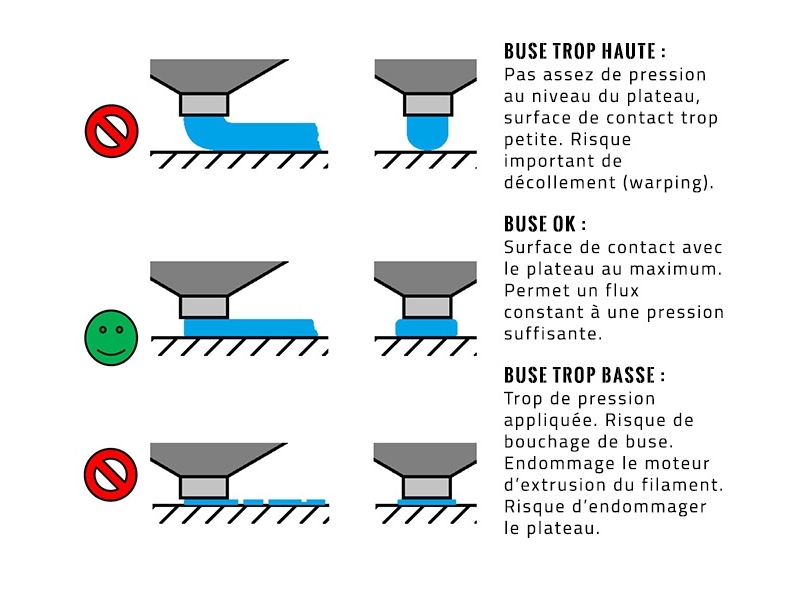 BUSE TROP HAUTE :
Pas assez de pression
au niveau du plateau,
surface de contact trop
petite. Risque
important de
décollement (warping).
BUSE OK :
Surface de contact avec
le plateau au maximum.
Permet un flux
constant à une pression
suffisante.
BUSE TROP BASSE :
Trop de pression
appliquée. Risque de
bouchage de buse.
Endommage le moteur
d'extrusion du filament.
Risque d'endommager
le plateau.